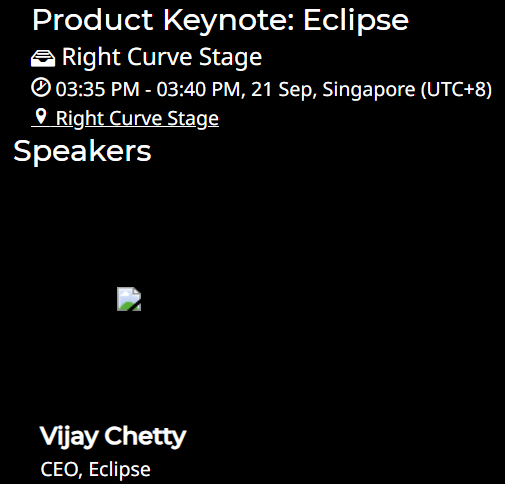 Product Keynote: Eclipse
Right Curve Stage
03:35 PM - 03:40 PM, 21 Sep, Singapore (UTC+8)
Right Curve Stage
Speakers
Vijay Chetty
CEO, Eclipse